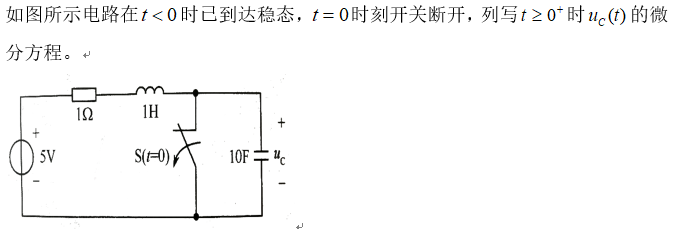 如图所示电路在t < 0时已到达稳态，t = 0时刻开关断开，列写t ≥ 0⁺时u_C(t)的微
分方程。
1Ω
1H
+
5V
−
S(t=0)
10F
+
u_C
−